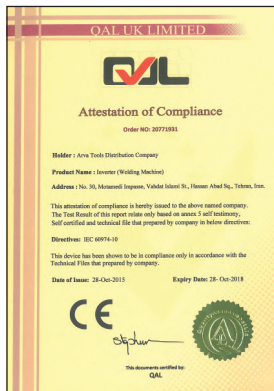 QAL UK LIMITED
QAL
Attestation of Compliance
Order NO: 20771931
Holder : Arva Tools Distribution Company
Product Name : Inverter (Welding Machine)
Address : No. 30, Motamedi Impasse, Vahdat Islami St., Hassan Abad Sq., Tehran, Iran.
This attestation of compliance is hereby issued to the above named company.
The Test Result of this report relate only based on annex 5 self testimony,
Self certified and technical file that prepared by company in below directives:
Directives: IEC 60974-10
This device has been shown to be in compliance only in accordance with the
Technical Files that prepared by company.
Date of Issue: 28-Oct-2015 Expiry Date: 28- Oct-2018
CE
This documents certified by:
QAL